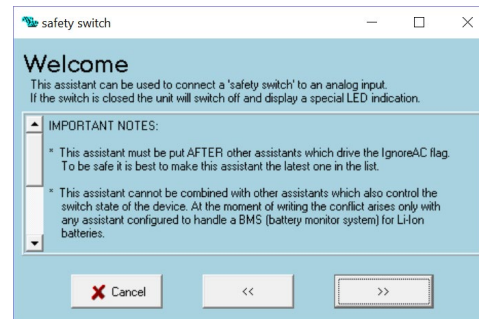 safety switch
Welcome
This assistant can be used to connect a 'safety switch' to an analog input.
If the switch is closed the unit will switch off and display a special LED indication.
IMPORTANT NOTES:
* This assistant must be put AFTER other assistants which drive the IgnoreAC flag.
To be safe it is best to make this assistant the latest one in the list.
* This assistant cannot be combined with other assistants which also control the
switch state of the device. At the moment of writing the conflict arises only with
any assistant configured to handle a BMS (battery monitor system) for Li-Ion
batteries.
Cancel << >>